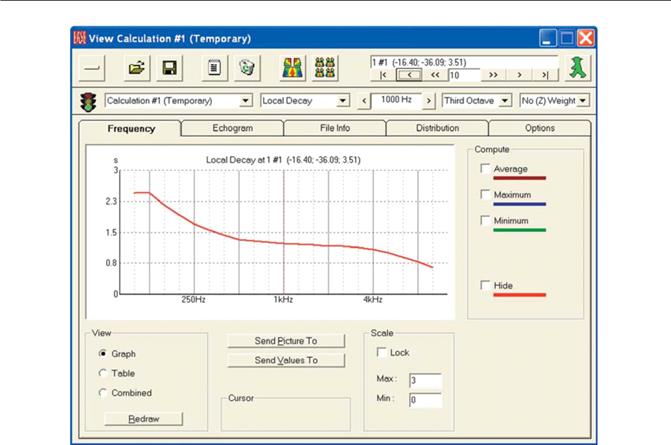 EASE View Calculation #1 (Temporary)
1 #1 (-16.40; -36.09; 3.51)
|< < << 10 >> > >|
Calculation #1 (Temporary) Local Decay < 1000 Hz > Third Octave No (Z) Weight
Frequency Echogram File Info Distribution Options
s Local Decay at 1 #1 (-16.40; -36.09; 3.51)
3
2.3
1.5
0.8
0
250Hz 1kHz 4kHz
Compute
Average
Maximum
Minimum
Hide
View
Graph
Table
Combined
Redraw
Send Picture To
Send Values To
Cursor
Scale
Lock
Max: 3
Min: 0